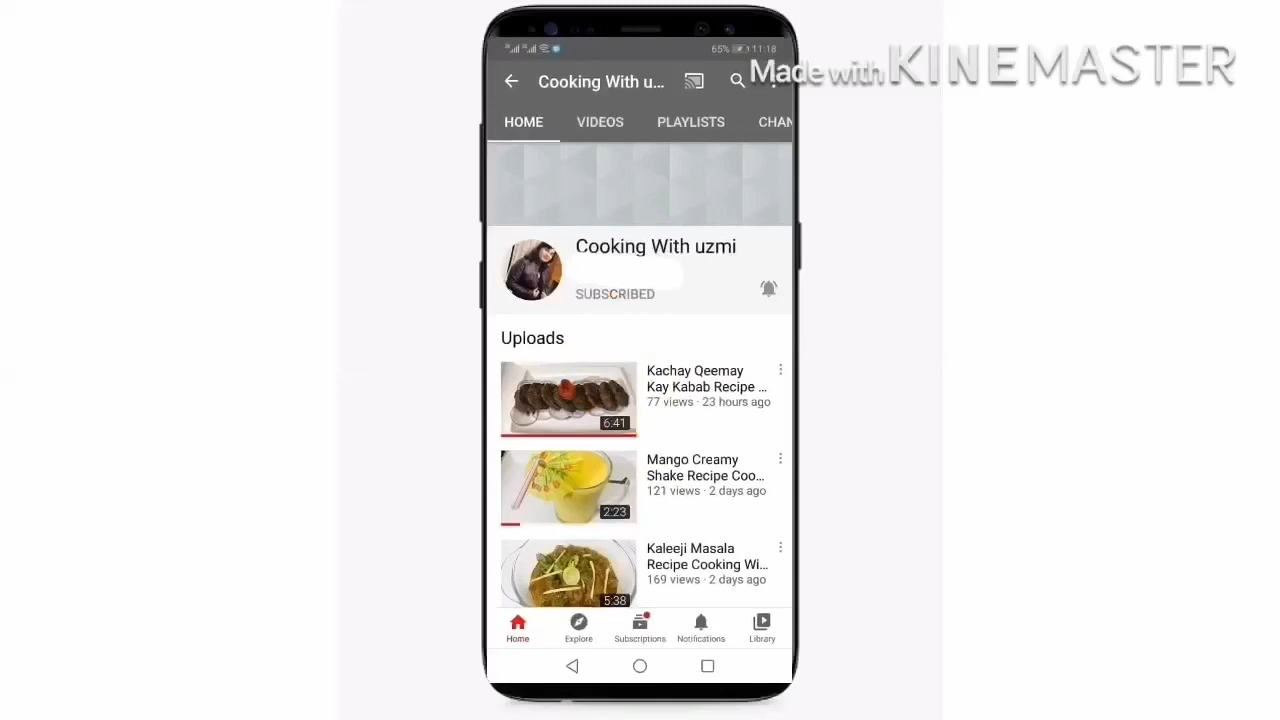 65% 11:18
Made with KINEMASTER
Cooking With u...
HOME VIDEOS PLAYLISTS CHAN
Cooking With uzmi
SUBSCRIBED
Uploads
Kachay Qeemay
Kay Kabab Recipe ...
77 views · 23 hours ago
6:41
Mango Creamy
Shake Recipe Coo...
121 views · 2 days ago
2:23
Kaleeji Masala
Recipe Cooking Wi...
169 views · 2 days ago
5:38
Home Explore Subscriptions Notifications Library